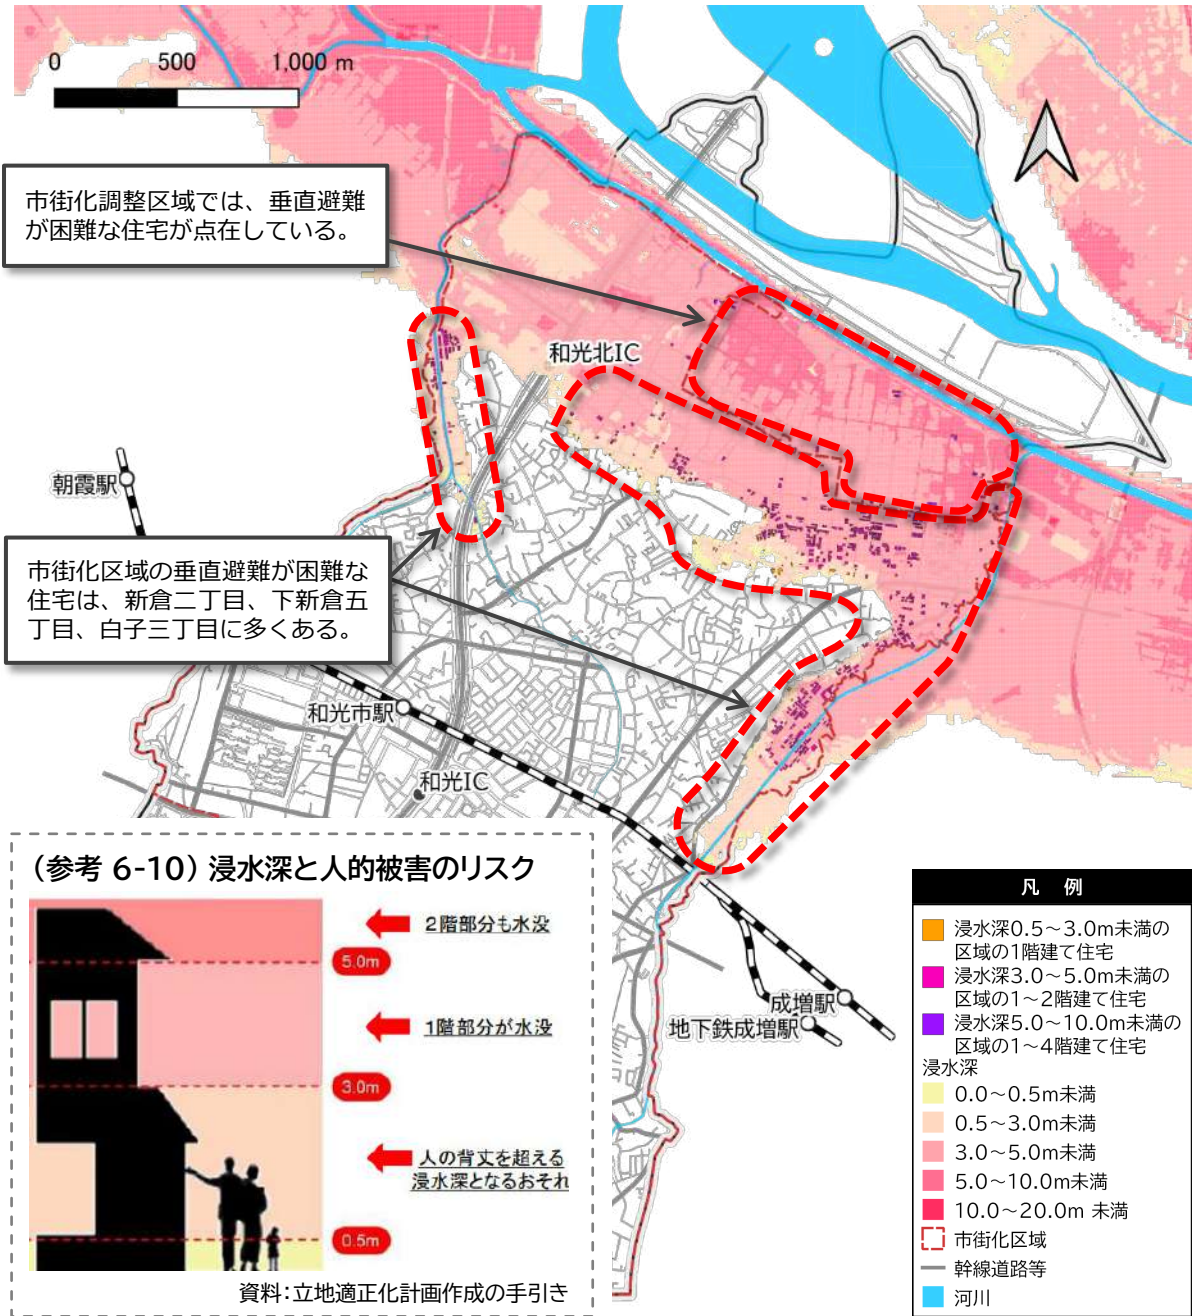 0 500 1,000 m
市街化調整区域では、垂直避難
が困難な住宅が点在している。
和光北IC
朝霞駅
市街化区域の垂直避難が困難な
住宅は、新倉二丁目、下新倉五
丁目、白子三丁目に多くある。
和光市駅
和光IC
成増駅
地下鉄成増駅
(参考 6-10) 浸水深と人的被害のリスク
2階部分も水没
5.0m
1階部分が水没
3.0m
人の背丈を超える
浸水深となるおそれ
0.5m
資料:立地適正化計画作成の手引き
凡 例
浸水深0.5~3.0m未満の
区域の1階建て住宅
浸水深3.0~5.0m未満の
区域の1~2階建て住宅
浸水深5.0~10.0m未満の
区域の1~4階建て住宅
浸水深
0.0~0.5m未満
0.5~3.0m未満
3.0~5.0m未満
5.0~10.0m未満
10.0~20.0m 未満
市街化区域
幹線道路等
河川